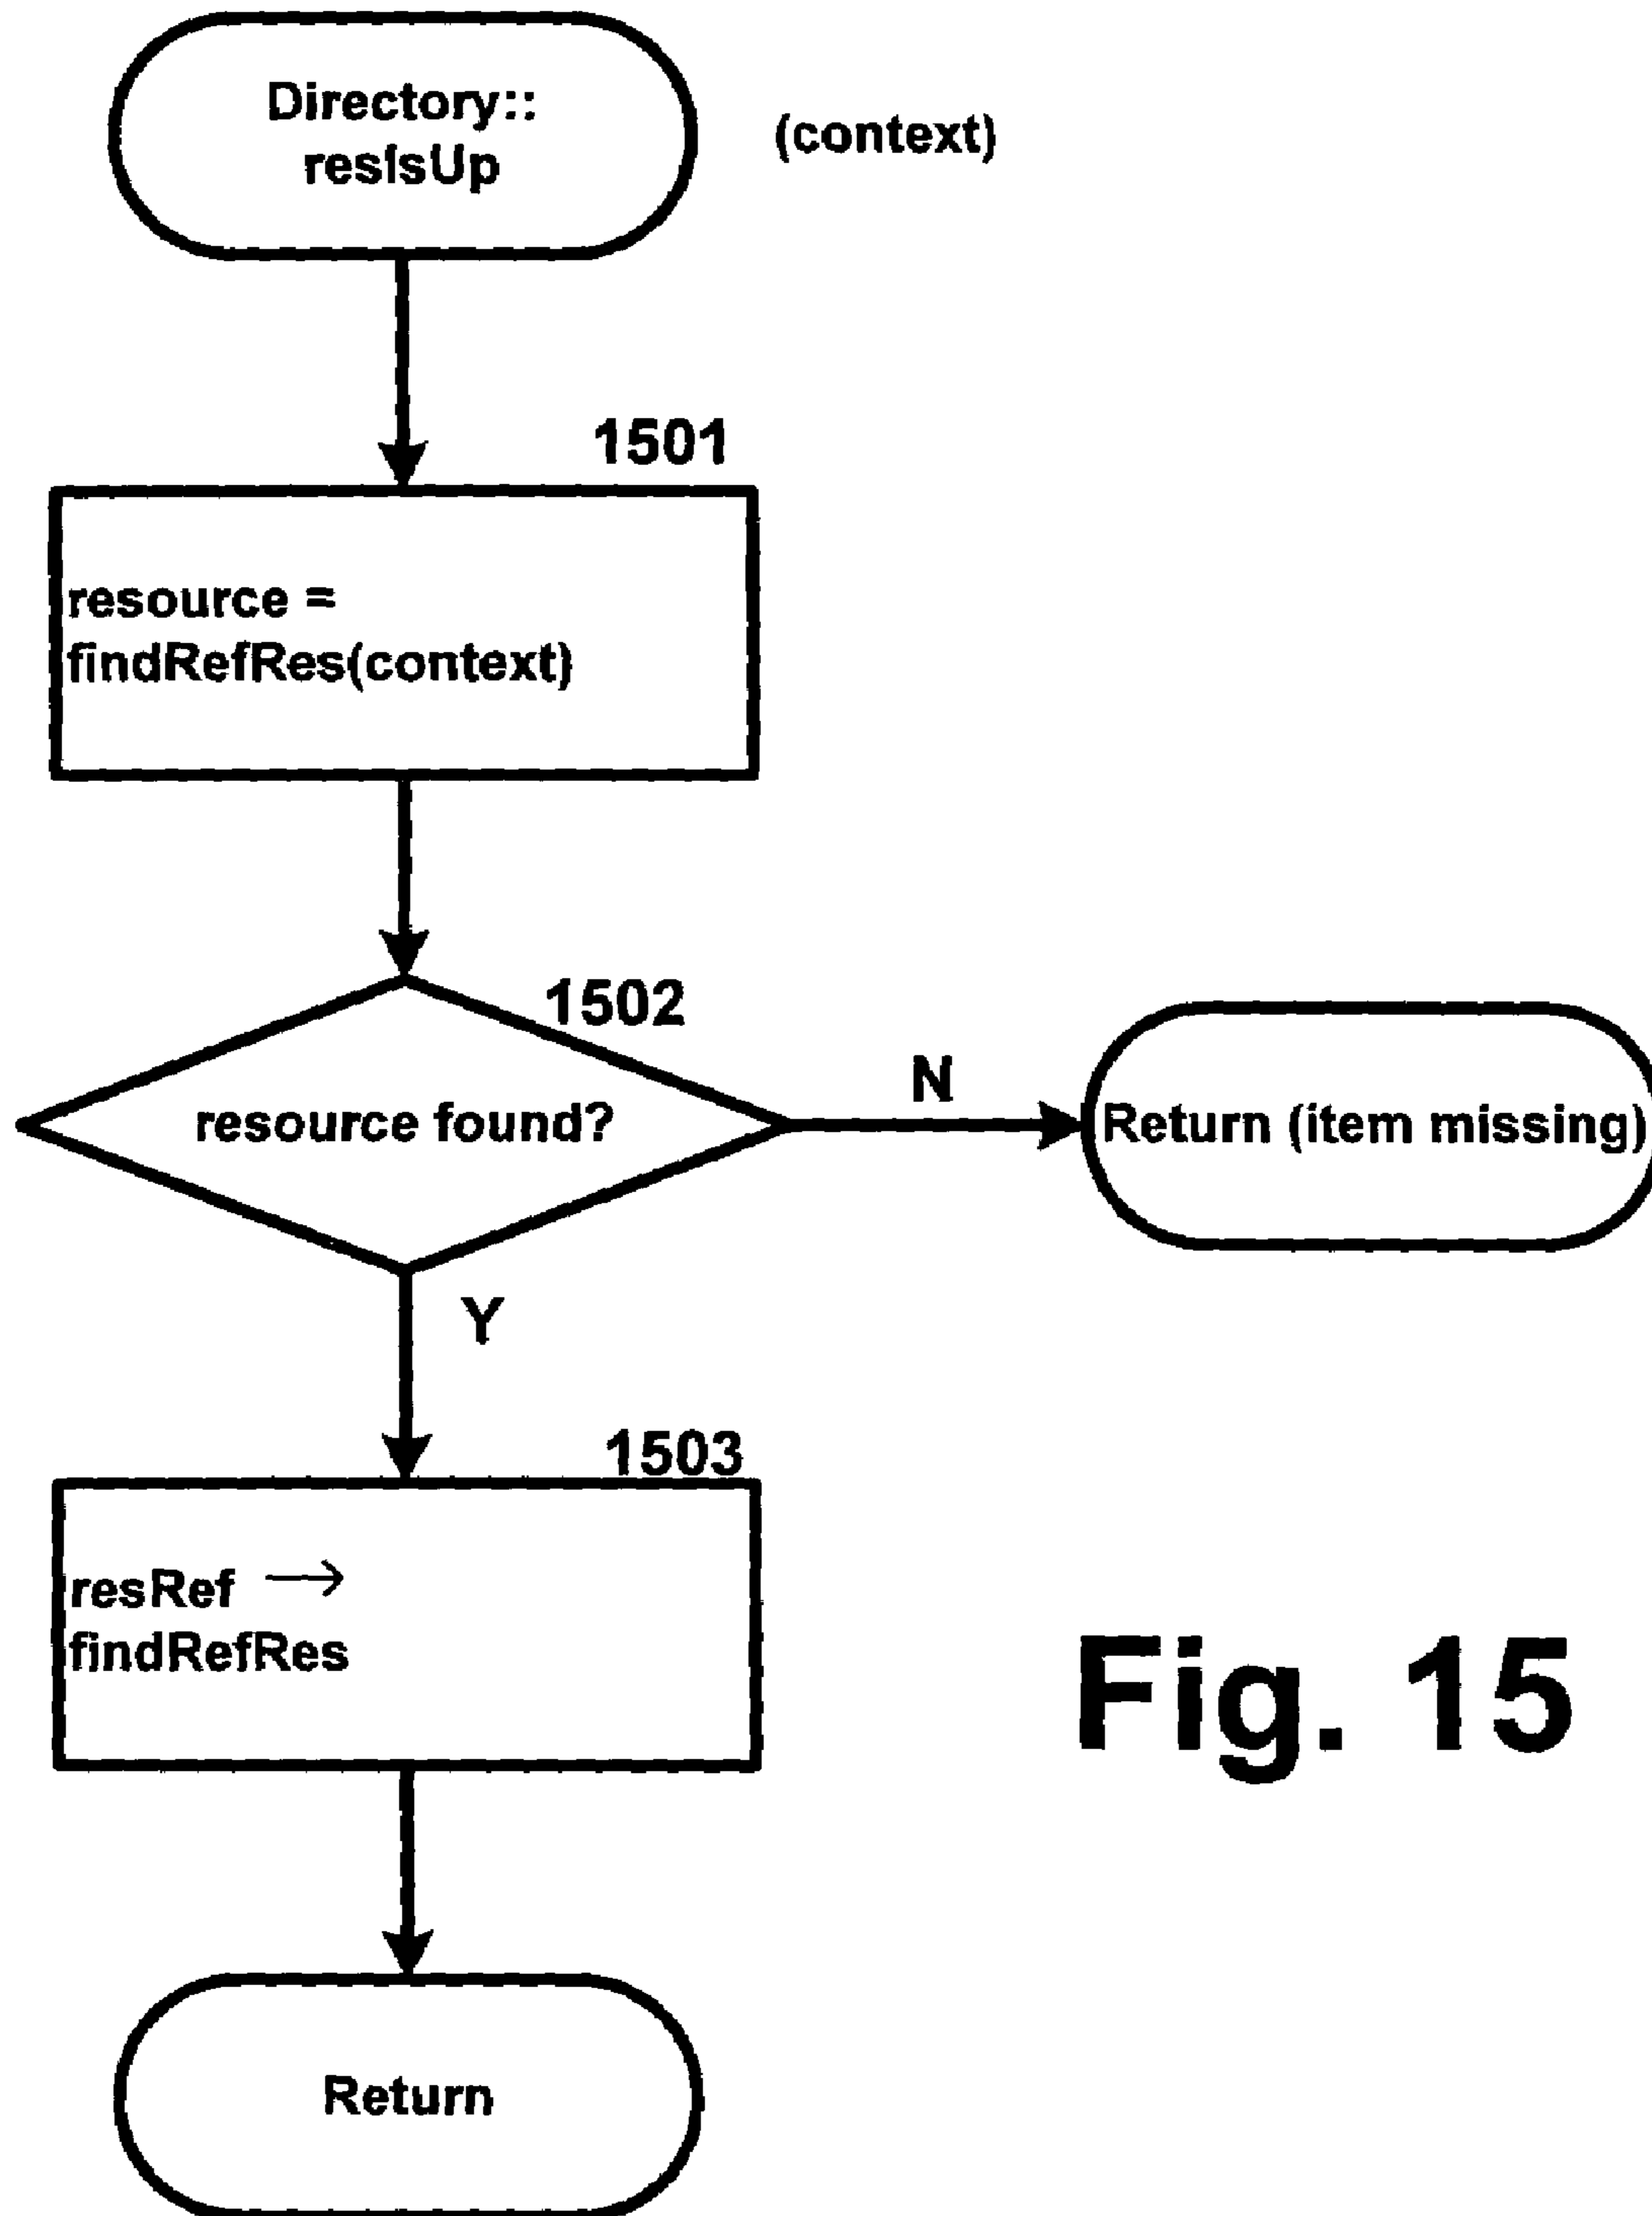 Directory::
resIsUp
(context)
1501
resource =
findRefRes(context)
1502
resource found?
N
Return (item missing)
Y
1503
resRef →
findRefRes
Fig. 15
Return